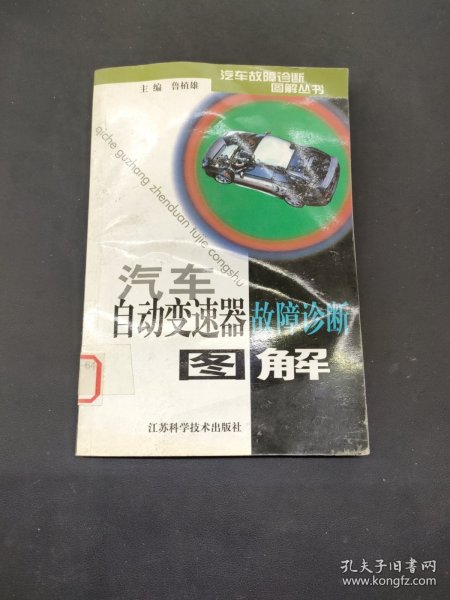 汽车故障诊断
图解丛书
主编 鲁植雄
qiche guzhang zhenduan tujie congshu
汽车
自动变速器故障诊断
图解
64
江苏科学技术出版社
孔夫子旧书网
www.kongfz.com